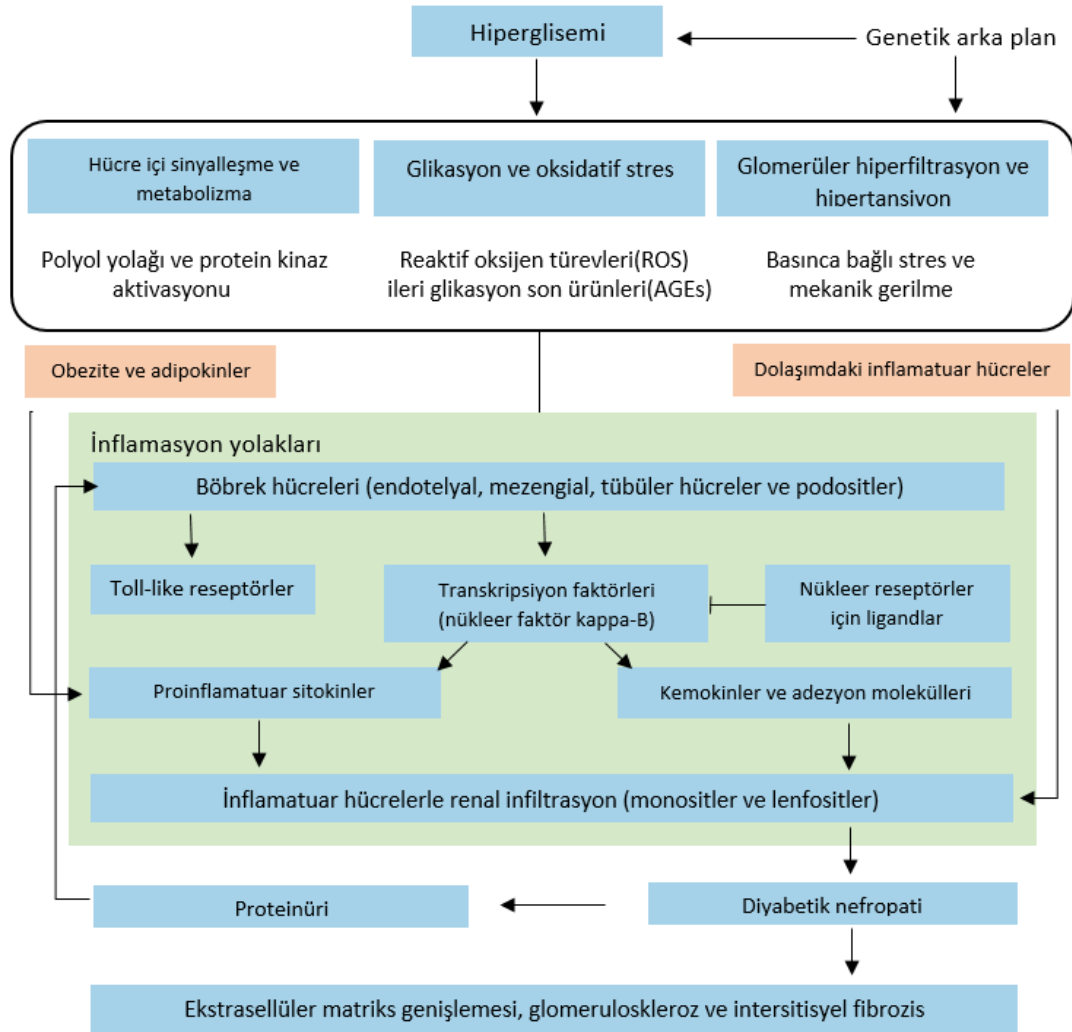 Hiperglisemi
Genetik arka plan
Hücre içi sinyalleşme ve
metabolizma
Glikasyon ve oksidatif stres
Glomerüler hiperfiltrasyon ve
hipertansiyon
Polyol yolağı ve protein kinaz
aktivasyonu
Reaktif oksijen türevleri(ROS)
ileri glikasyon son ürünleri(AGEs)
Basınca bağlı stres ve
mekanik gerilme
Obezite ve adipokinler
Dolaşımdaki inflamatuar hücreler
İnflamasyon yolakları
Böbrek hücreleri (endotelyal, mezengial, tübüler hücreler ve podositler)
Toll-like reseptörler
Transkripsiyon faktörleri
(nükleer faktör kappa-B)
Nükleer reseptörler
için ligandlar
Proinflamatuar sitokinler
Kemokinler ve adezyon molekülleri
İnflamatuar hücrelerle renal infiltrasyon (monositler ve lenfositler)
Proteinüri
Diyabetik nefropati
Ekstrasellüler matriks genişlemesi, glomeruloskleroz ve intersitisyel fibrozis